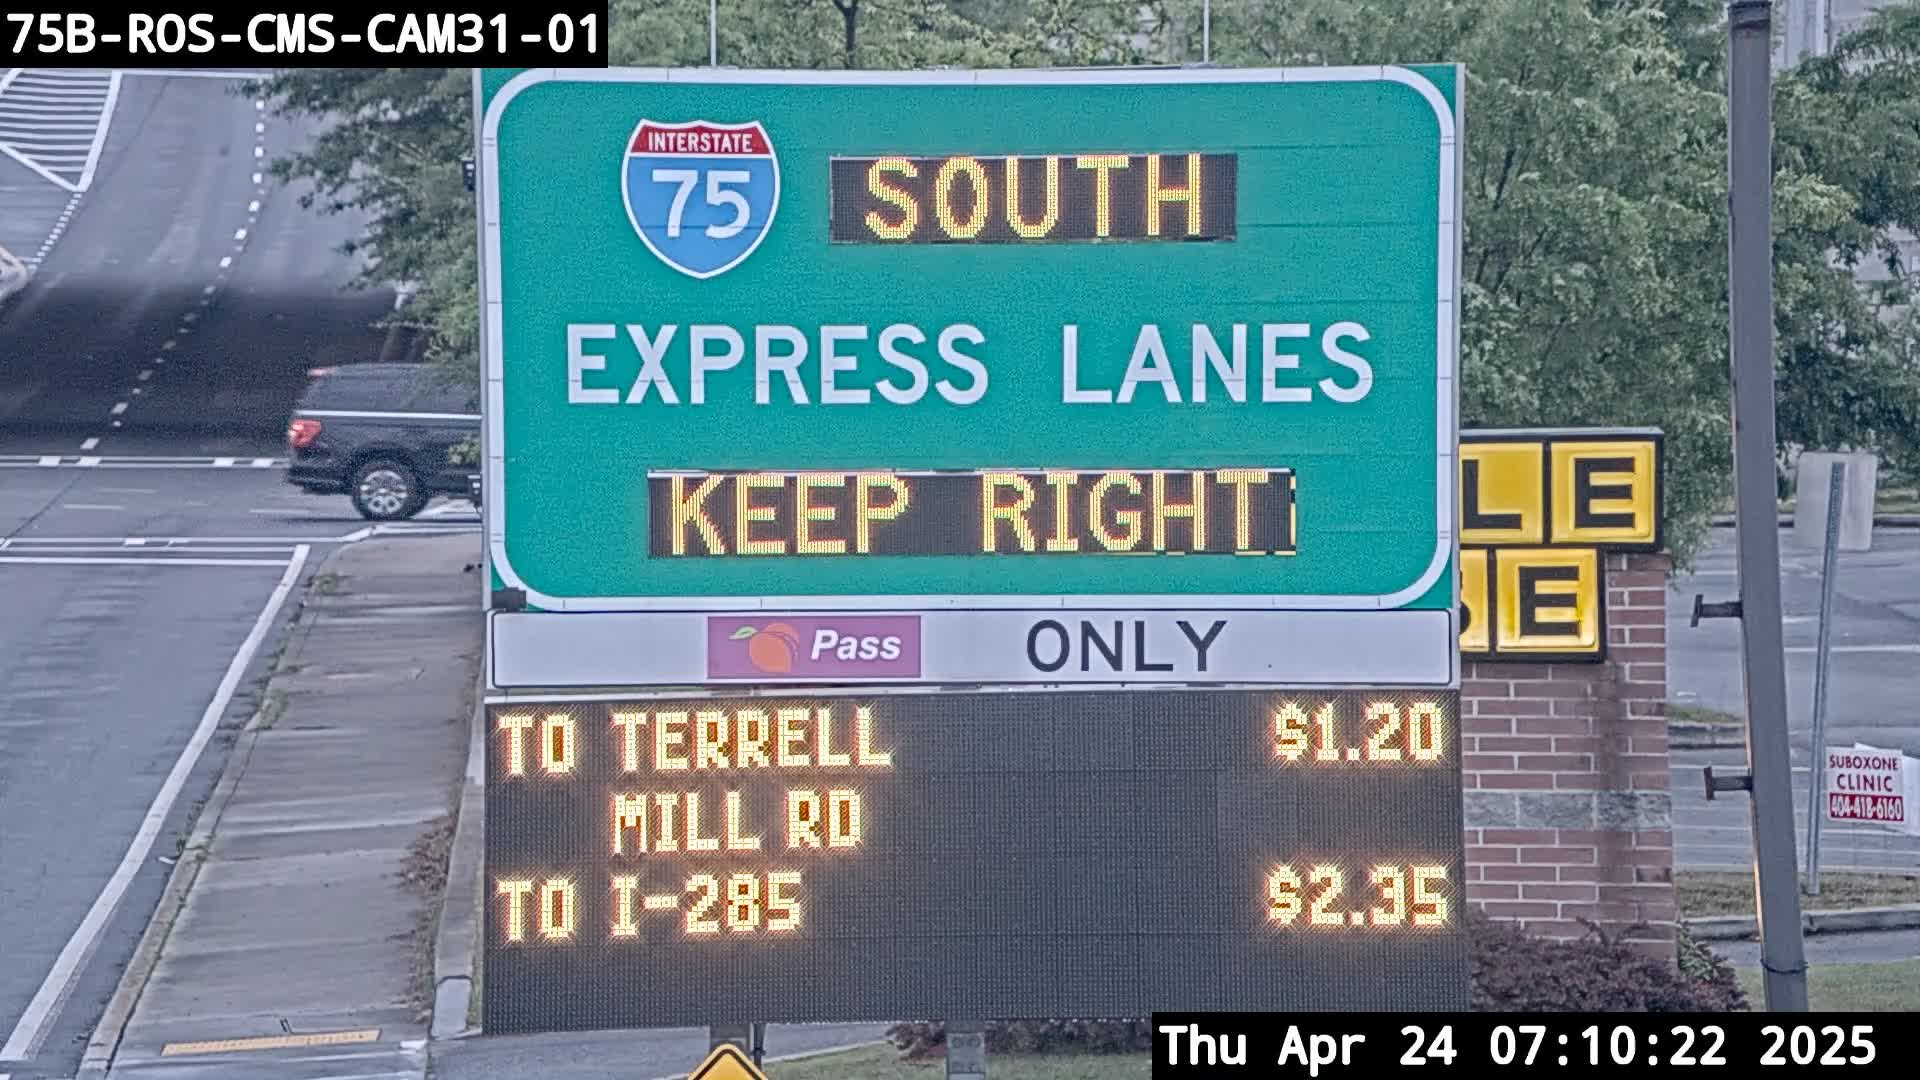 75B-ROS-CMS-CAM31-01
INTERSTATE
75
SOUTH
EXPRESS LANES
KEEP RIGHT
Pass ONLY
TO TERRELL $1.20
MILL RD
TO I-285 $2.35
LE
E
SUBOXONE
CLINIC
404-418-6160
Thu Apr 24 07:10:22 2025